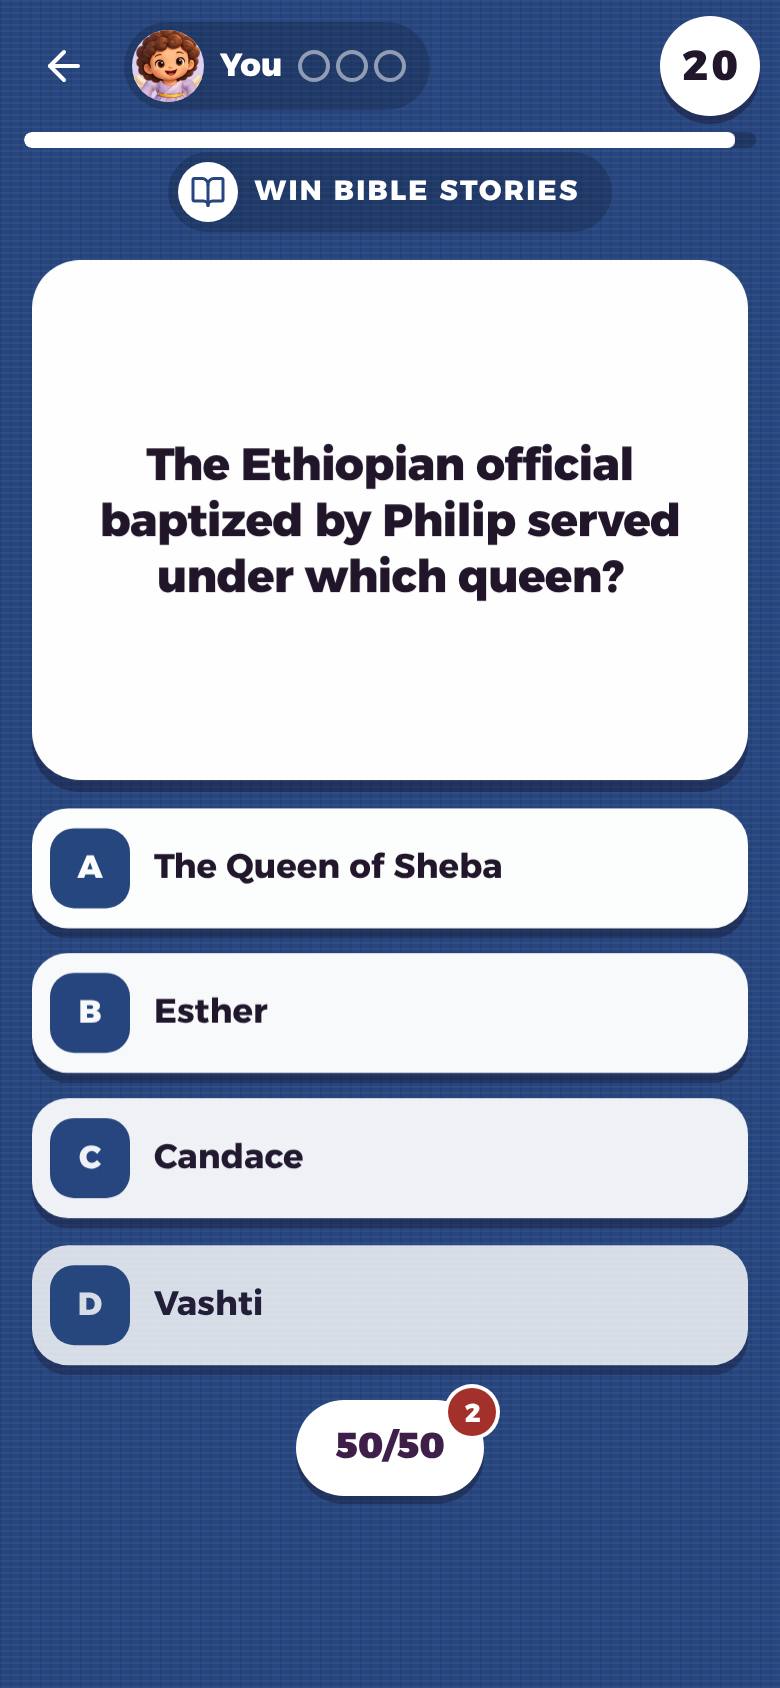 You
20
WIN BIBLE STORIES
The Ethiopian official
baptized by Philip served
under which queen?
A
The Queen of Sheba
B
Esther
C
Candace
D
Vashti
2
50/50